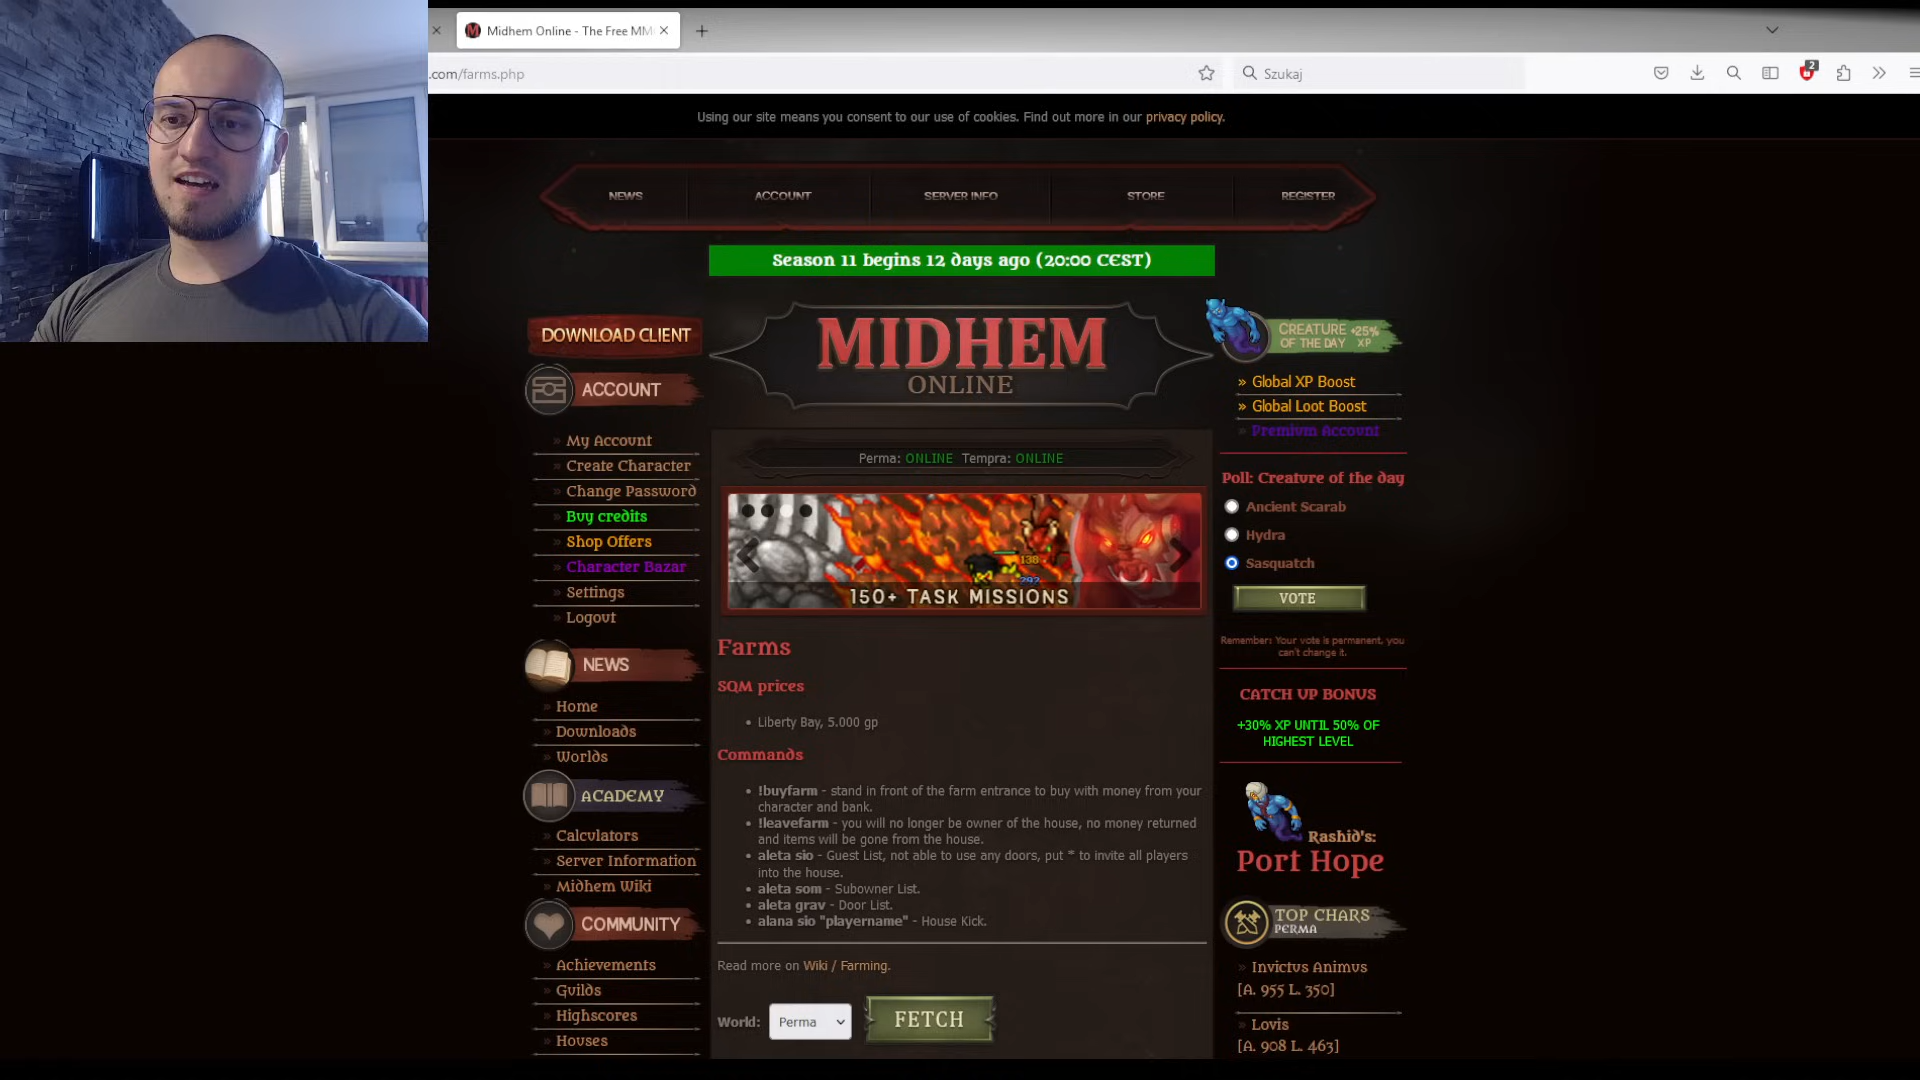 Midhem Online - The Free MM
.com/farms.php
Szukaj
2
Using our site means you consent to our use of cookies. Find out more in our privacy policy.
NEWS
ACCOUNT
SERVER INFO
STORE
REGISTER
Season 11 begins 12 days ago (20:00 CEST)
DOWNLOAD CLIENT
ACCOUNT
» My Account
» Create Character
» Change Password
» Buy credits
» Shop Offers
» Character Bazar
» Settings
» Logout
NEWS
» Home
» Downloads
» Worlds
ACADEMY
» Calculators
» Server Information
» Midhem Wiki
COMMUNITY
» Achievements
» Guilds
» Highscores
» Houses
MIDHEM
ONLINE
Perma: ONLINE Tempra: ONLINE
138
292
150+ TASK MISSIONS
Farms
SQM prices
• Liberty Bay, 5.000 gp
Commands
• !buyfarm - stand in front of the farm entrance to buy with money from your
character and bank.
• !leavefarm - you will no longer be owner of the house, no money returned
and items will be gone from the house.
• aleta sio - Guest List, not able to use any doors, put * to invite all players
into the house.
• aleta som - Subowner List.
• aleta grav - Door List.
• alana sio "playername" - House Kick.
Read more on Wiki / Farming.
World: Perma
FETCH
CREATURE +25%
OF THE DAY XP
» Global XP Boost
» Global Loot Boost
» Premium Account
Poll: Creature of the day
Ancient Scarab
Hydra
Sasquatch
VOTE
Remember: Your vote is permanent, you
can't change it.
CATCH UP BONUS
+30% XP UNTIL 50% OF
HIGHEST LEVEL
Rashid's:
Port Hope
TOP CHARS
PERMA
» Invictus Animus
[A. 955 L. 350]
» Lovis
[A. 908 L. 463]